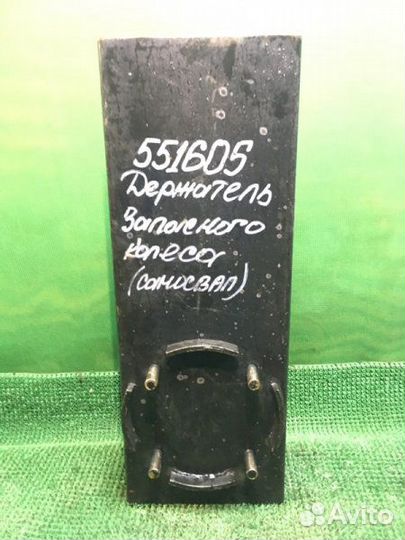 551605
Держатель
Запасного
колеса
(самосвал)
Avito